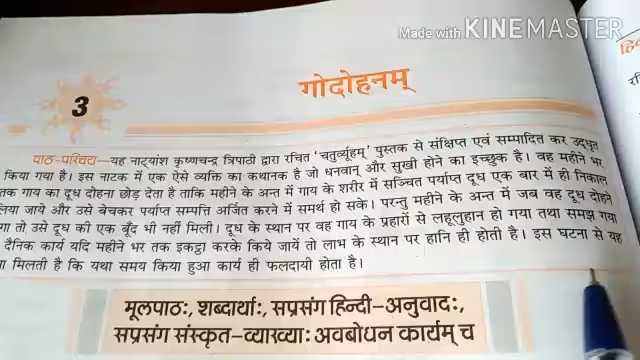 Made with KINEMASTER
3
गोदोहनम्
पाठ-परिचय—यह नाट्यांश कृष्णचन्द्र त्रिपाठी द्वारा रचित 'चतुर्व्यूहम्' पुस्तक से संक्षिप्त एवं सम्पादित कर उद्धृत
किया गया है। इस नाटक में एक ऐसे व्यक्ति का कथानक है जो धनवान् और सुखी होने का इच्छुक है। वह महीने भर
तक गाय का दूध दोहना छोड़ देता है ताकि महीने के अन्त में गाय के शरीर में सञ्चित पर्याप्त दूध एक बार में ही निकाल
लिया जाये और उसे बेचकर पर्याप्त सम्पत्ति अर्जित करने में समर्थ हो सके। परन्तु महीने के अन्त में जब वह दूध दोहने
गा तो उसे दूध की एक बूँद भी नहीं मिली। दूध के स्थान पर वह गाय के प्रहारों से लहूलुहान हो गया तथा समझ गया
दैनिक कार्य यदि महीने भर तक इकट्ठा करके किये जायें तो लाभ के स्थान पर हानि ही होती है। इस घटना से यह
मिलती है कि यथा समय किया हुआ कार्य ही फलदायी होता है।
मूलपाठः, शब्दार्थाः, सप्रसंग हिन्दी-अनुवादः,
सप्रसंग संस्कृत-व्याख्याः अवबोधन कार्यम् च